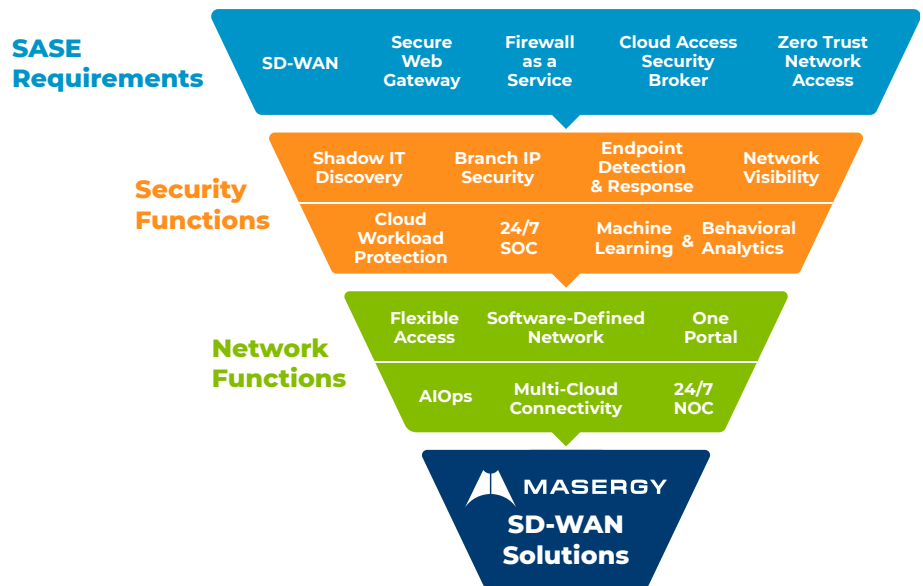 SASE
Requirements
SD-WAN
Secure
Web
Gateway
Firewall
as a
Service
Cloud Access
Security
Broker
Zero Trust
Network
Access
Security
Functions
Shadow IT
Discovery
Branch IP
Security
Endpoint
Detection
& Response
Network
Visibility
Cloud
Workload
Protection
24/7
SOC
Machine
Learning
&
Behavioral
Analytics
Network
Functions
Flexible
Access
Software-Defined
Network
One
Portal
AIOps
Multi-Cloud
Connectivity
24/7
NOC
MASERGY
SD-WAN
Solutions